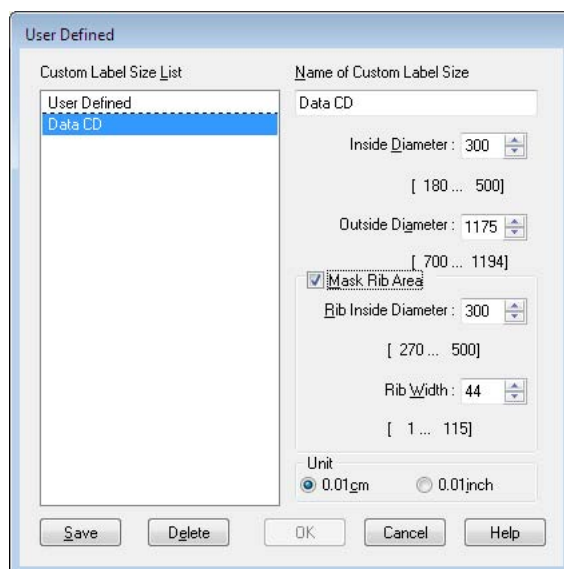 User Defined
Custom Label Size List
User Defined
Data CD
Name of Custom Label Size
Data CD
Inside Diameter : 300
[ 180 ... 500]
Outside Diameter : 1175
[ 700 ... 1194]
Mask Rib Area
Rib Inside Diameter : 300
[ 270 ... 500]
Rib Width : 44
[ 1 ... 115]
Unit
0.01cm 0.01inch
Save Delete OK Cancel Help